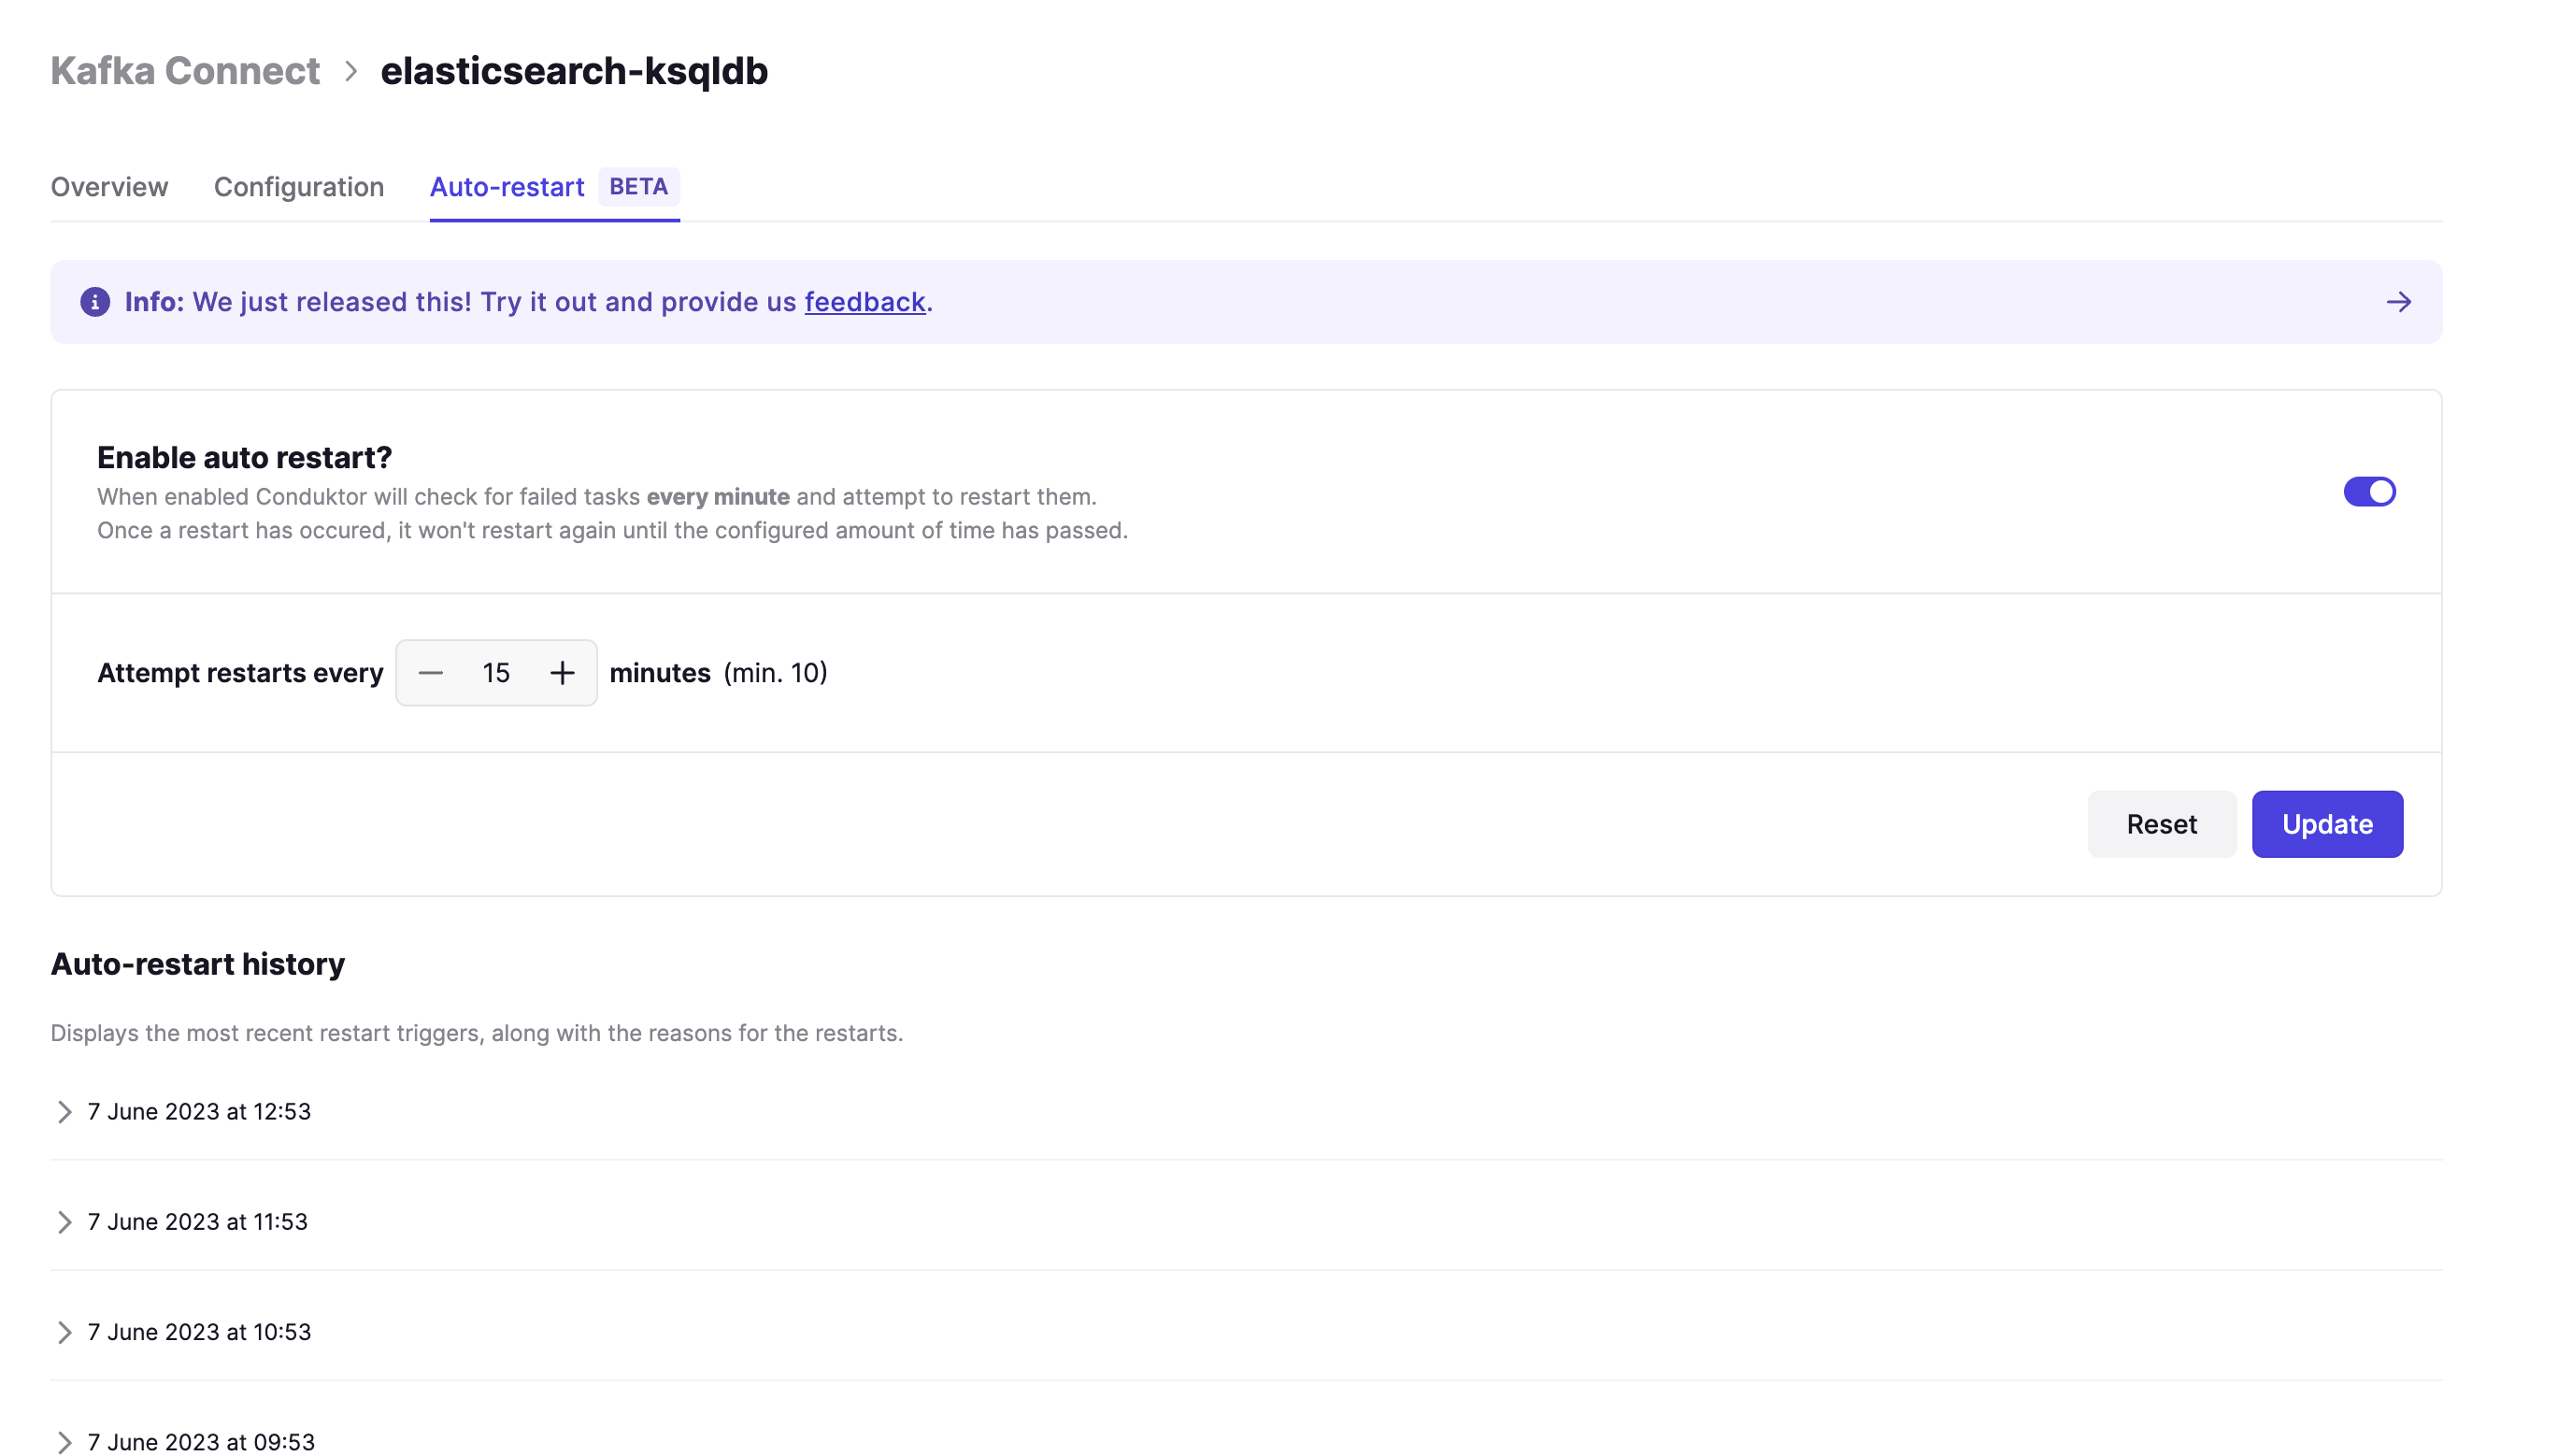 Kafka Connect > elasticsearch-ksqldb
Overview Configuration Auto-restart BETA
Info: We just released this! Try it out and provide us feedback.
Enable auto restart?
When enabled Conduktor will check for failed tasks every minute and attempt to restart them.
Once a restart has occured, it won't restart again until the configured amount of time has passed.
Attempt restarts every — 15 + minutes (min. 10)
Reset Update
Auto-restart history
Displays the most recent restart triggers, along with the reasons for the restarts.
7 June 2023 at 12:53
7 June 2023 at 11:53
7 June 2023 at 10:53
7 June 2023 at 09:53